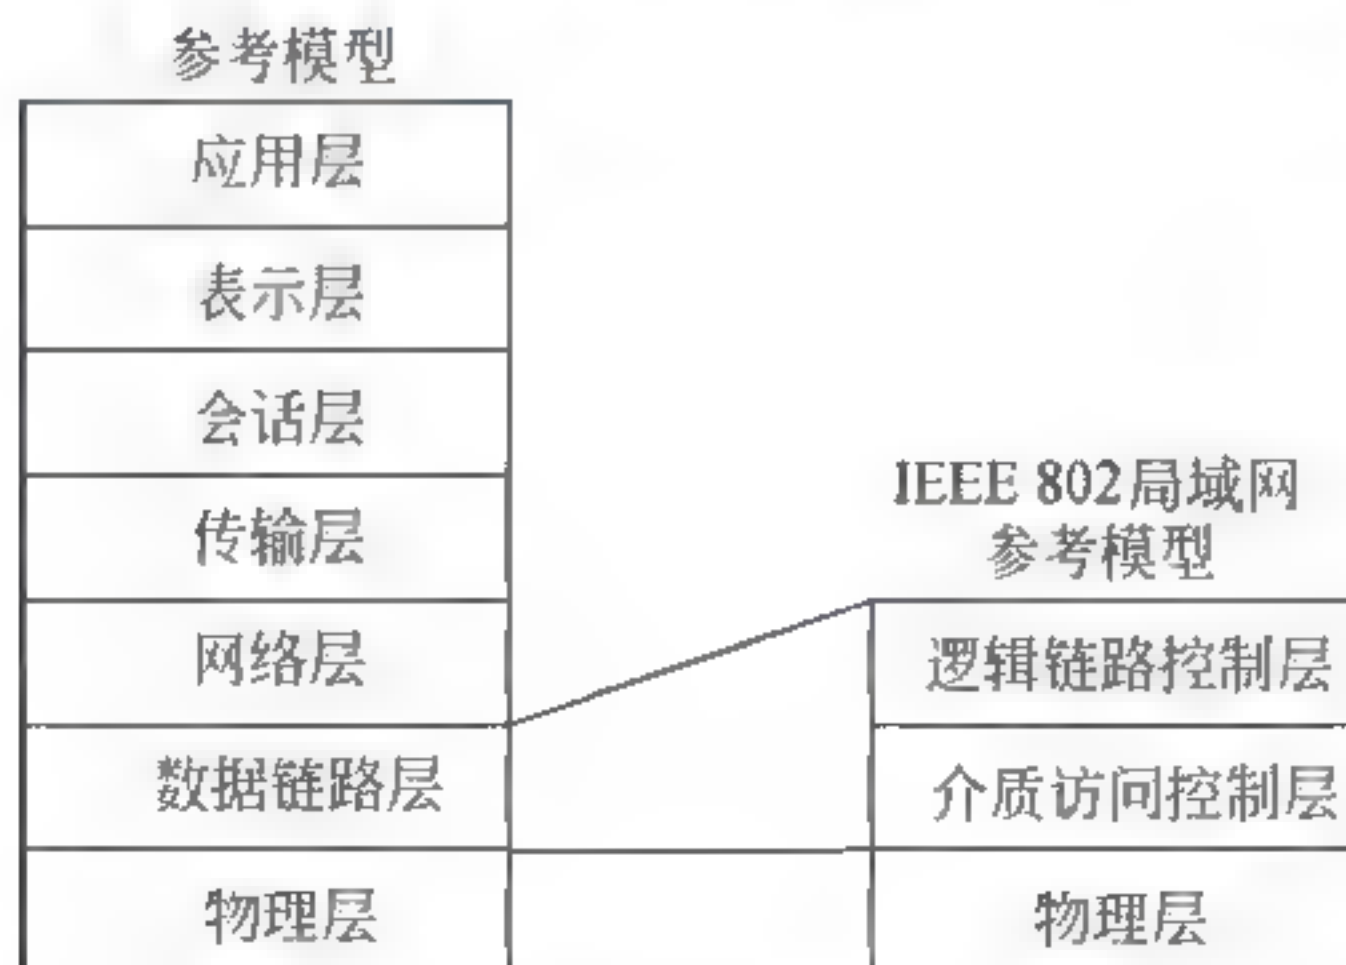 参考模型
应用层
表示层
会话层
传输层
网络层
数据链路层
物理层
IEEE 802局域网
参考模型
逻辑链路控制层
介质访问控制层
物理层